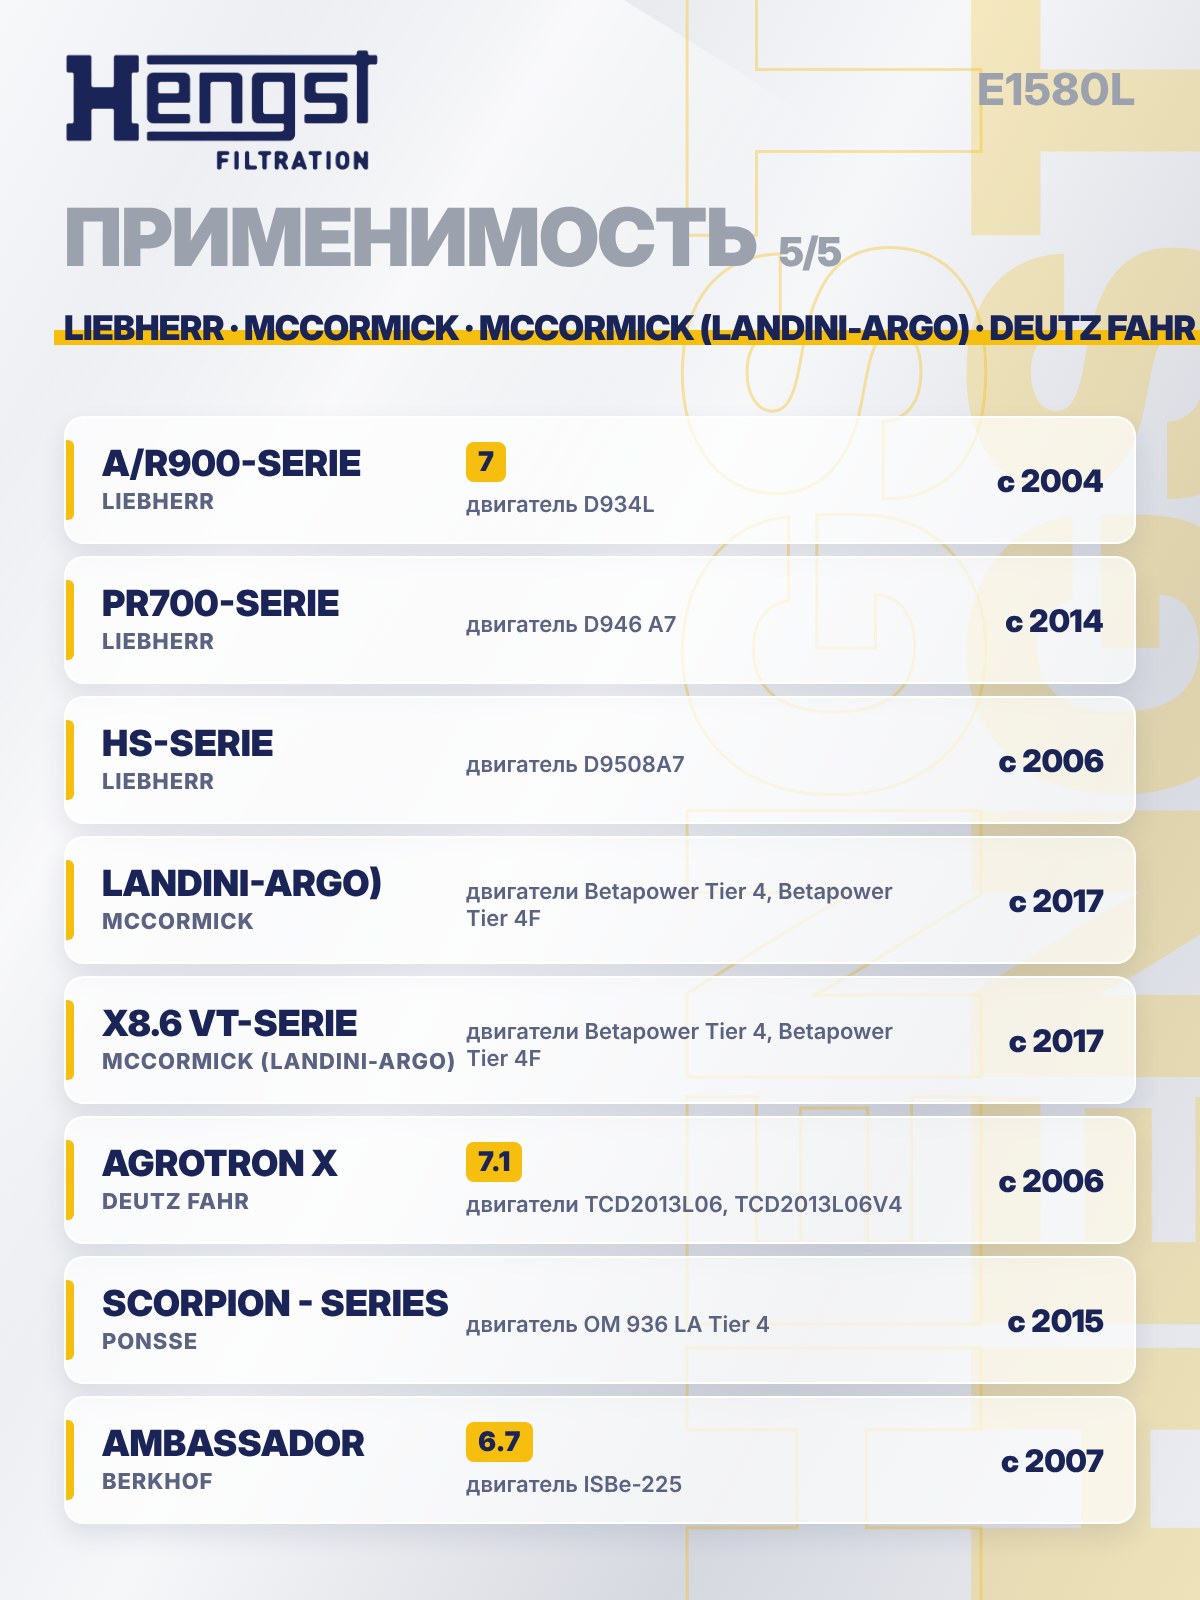 Hengst
FILTRATION
E1580L
ПРИМЕНИМОСТЬ 5/5
LIEBHERR · MCCORMICK · MCCORMICK (LANDINI-ARGO) · DEUTZ FAHR
A/R900-SERIE
LIEBHERR
7
двигатель D934L
с 2004
PR700-SERIE
LIEBHERR
двигатель D946 A7
с 2014
HS-SERIE
LIEBHERR
двигатель D9508A7
с 2006
LANDINI-ARGO)
MCCORMICK
двигатели Betapower Tier 4, Betapower
Tier 4F
с 2017
X8.6 VT-SERIE
MCCORMICK (LANDINI-ARGO)
двигатели Betapower Tier 4, Betapower
Tier 4F
с 2017
AGROTRON X
DEUTZ FAHR
7.1
двигатели TCD2013L06, TCD2013L06V4
с 2006
SCORPION - SERIES
PONSSE
двигатель OM 936 LA Tier 4
с 2015
AMBASSADOR
BERKHOF
6.7
двигатель ISBe-225
с 2007
HENGST
HENGST